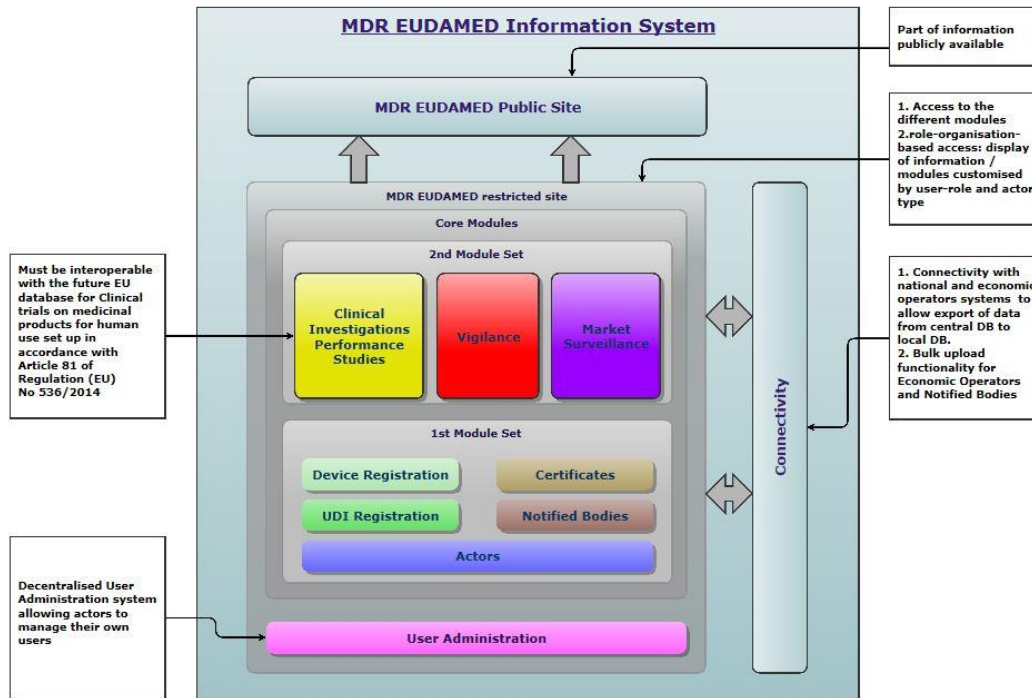 MDR EUDAMED Information System
Part of information
publicly available
MDR EUDAMED Public Site
1. Access to the
different modules
2.role-organisation-
based access: display
of information /
modules customised
by user-role and actor
type
MDR EUDAMED restricted site
Core Modules
2nd Module Set
Clinical
Investigations
Performance
Studies
Vigilance
Market
Surveillance
Must be interoperable
with the future EU
database for Clinical
trials on medicinal
products for human
use set up in
accordance with
Article 81 of
Regulation (EU)
No 536/2014
1. Connectivity with
national and economic
operators systems to
allow export of data
from central DB to
local DB.
2. Bulk upload
functionality for
Economic Operators
and Notified Bodies
Connectivity
1st Module Set
Device Registration
Certificates
UDI Registration
Notified Bodies
Actors
Decentralised User
Administration system
allowing actors to
manage their own
users
User Administration